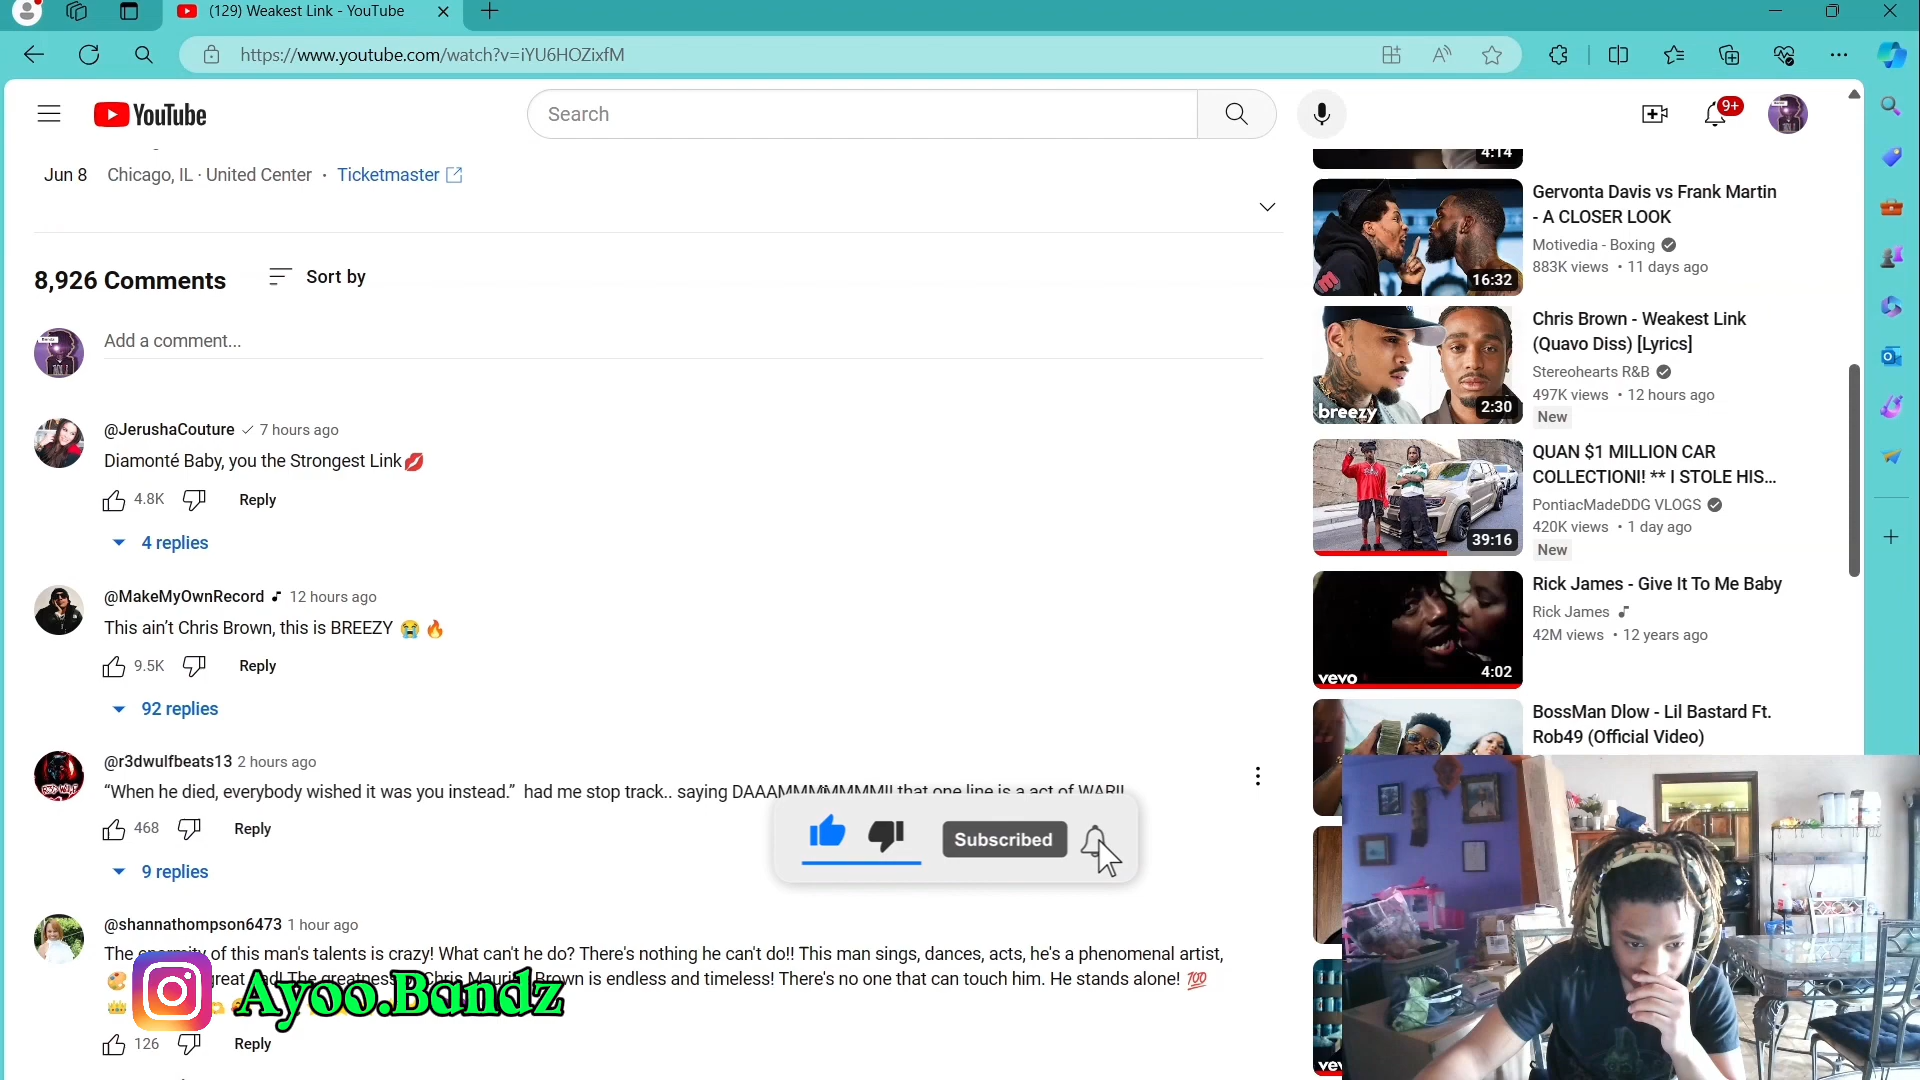 (129) Weakest Link - YouTube
https://www.youtube.com/watch?v=iYU6HOZixfM
YouTube
Search
9+
Jun 8 Chicago, IL · United Center • Ticketmaster
8,926 Comments Sort by
Add a comment...
@JerushaCouture 7 hours ago
Diamonté Baby, you the Strongest Link💋
4.8K Reply
4 replies
@MakeMyOwnRecord 12 hours ago
This ain’t Chris Brown, this is BREEZY 😭 🔥
9.5K Reply
92 replies
@r3dwulfbeats13 2 hours ago
“When he died, everybody wished it was you instead.” had me stop track.. saying DAAAMMMMMMM!! that one line is a act of WAR!!
468 Reply
9 replies
Subscribed
@shannathompson6473 1 hour ago
The enormity of this man's talents is crazy! What can't he do? There's nothing he can't do!! This man sings, dances, acts, he's a phenomenal artist,
🎨 great The greatness Chris Brown is endless and timeless! There's no one that can touch him. He stands alone! 💯
126 Reply
Ayoo.Bandz
4:14
16:32
Gervonta Davis vs Frank Martin
- A CLOSER LOOK
Motivedia - Boxing
883K views • 11 days ago
breezy
2:30
Chris Brown - Weakest Link
(Quavo Diss) [Lyrics]
Stereohearts R&B
497K views • 12 hours ago
New
39:16
QUAN $1 MILLION CAR
COLLECTION!! ** I STOLE HIS...
PontiacMadeDDG VLOGS
420K views • 1 day ago
New
vevo
4:02
Rick James - Give It To Me Baby
Rick James
42M views • 12 years ago
BossMan Dlow - Lil Bastard Ft.
Rob49 (Official Video)